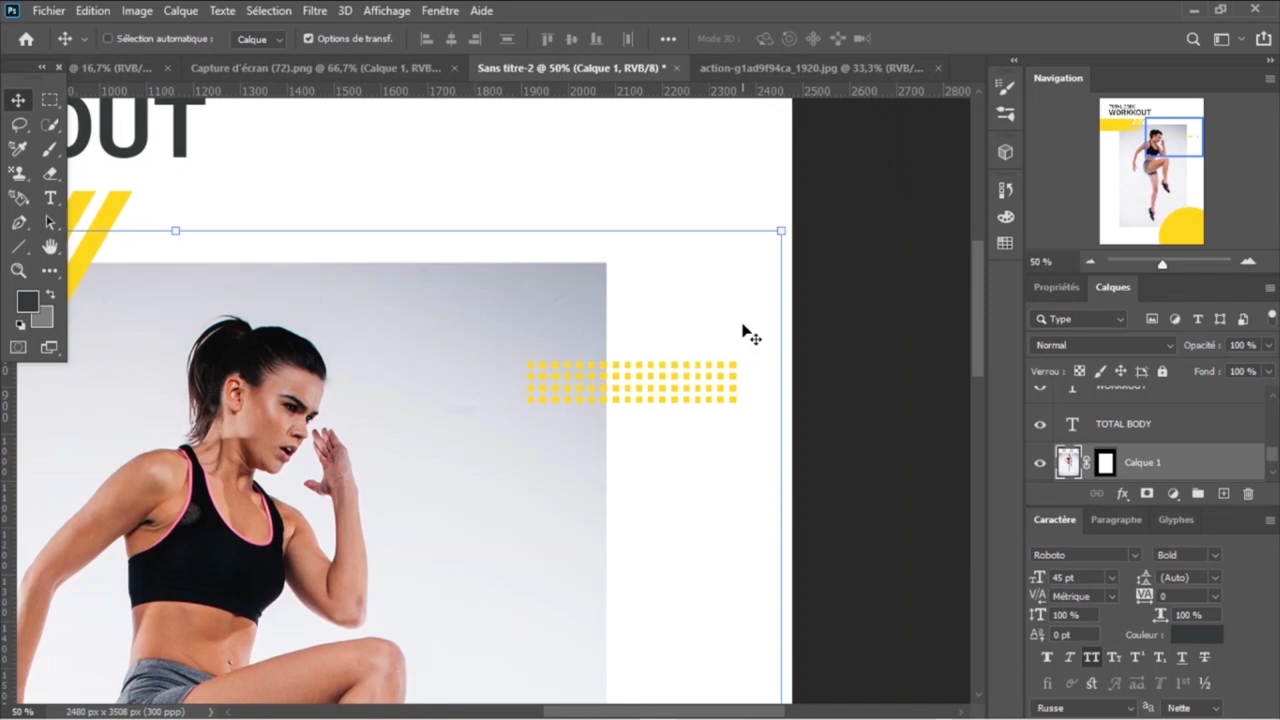 Ps Fichier Edition Image Calque Texte Sélection Filtre 3D Affichage Fenêtre Aide
Sélection automatique : Calque Options de transf. Mode 3D :
@ 16,7% (RVB/... × Capture d'écran (72).png @ 66,7% (Calque 1, RVB... × Sans titre-2 @ 50% (Calque 1, RVB/8) * × action-g1ad9f94ca_1920.jpg @ 33,3% (RVB/... ×
1000 1100 1200 1300 1400 1500 1600 1700 1800 1900 2000 2100 2200 2300 2400 2500 2600 2700 2800 2900
OUT
Navigation
WORKKOUT
50 %
Propriétés Calques
Type
Normal Opacité : 100 %
Verrou : Fond : 100 %
WORKKOUT
TOTAL BODY
Calque 1
Caractère Paragraphe Glyphes
Roboto Bold
45 pt (Auto)
Métrique 0
100 % 100 %
0 pt Couleur :
Russe Nette
50 % 2480 px x 3508 px (300 ppp)